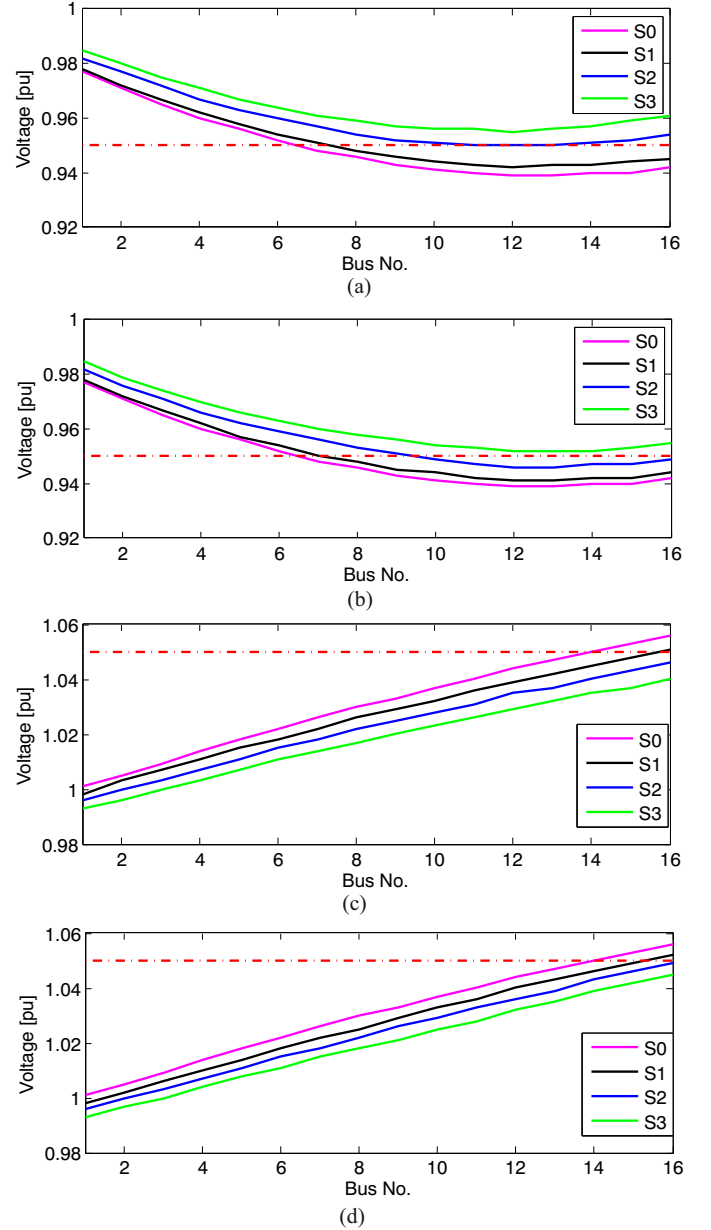 1
0.98
0.96
0.94
0.92
Voltage [pu]
2 4 6 8 10 12 14 16
Bus No.
S0
S1
S2
S3
(a)
1
0.98
0.96
0.94
0.92
Voltage [pu]
2 4 6 8 10 12 14 16
Bus No.
S0
S1
S2
S3
(b)
1.06
1.04
1.02
1
0.98
Voltage [pu]
2 4 6 8 10 12 14 16
Bus No.
S0
S1
S2
S3
(c)
1.06
1.04
1.02
1
0.98
Voltage [pu]
2 4 6 8 10 12 14 16
Bus No.
S0
S1
S2
S3
(d)